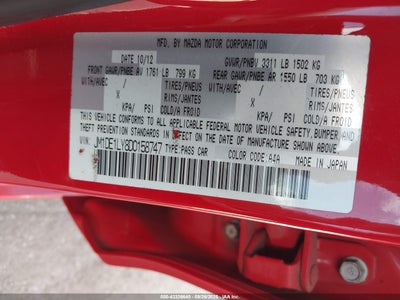 MFD. BY MAZDA MOTOR CORPORATION
DATE 10/12 GVWR/PNBV 3311 LB 1502 KG
FRONT GAWR/PNBE AV 1761 LB 799 KG REAR GAWR/PNBE AR 1550 LB 703 KG
WITH/AVEC / TIRES/PNEUS WITH/AVEC / TIRES/PNEUS
X / RIMS/JANTES X / RIMS/JANTES
KPA/ PSI COLD/A FROID KPA/ PSI COLD/A FROID
THIS VEHICLE CONFORMS TO ALL APPLICABLE FEDERAL MOTOR VEHICLE SAFETY, BUMPER AND
THEFT PREVENTION STANDARDS IN EFFECT ON THE DATE OF MANUFACTURE SHOWN ABOVE.
VIN: JM1DE1LY8D0158747 TYPE: PASS CAR COLOR CODE: A4A MADE IN JAPAN